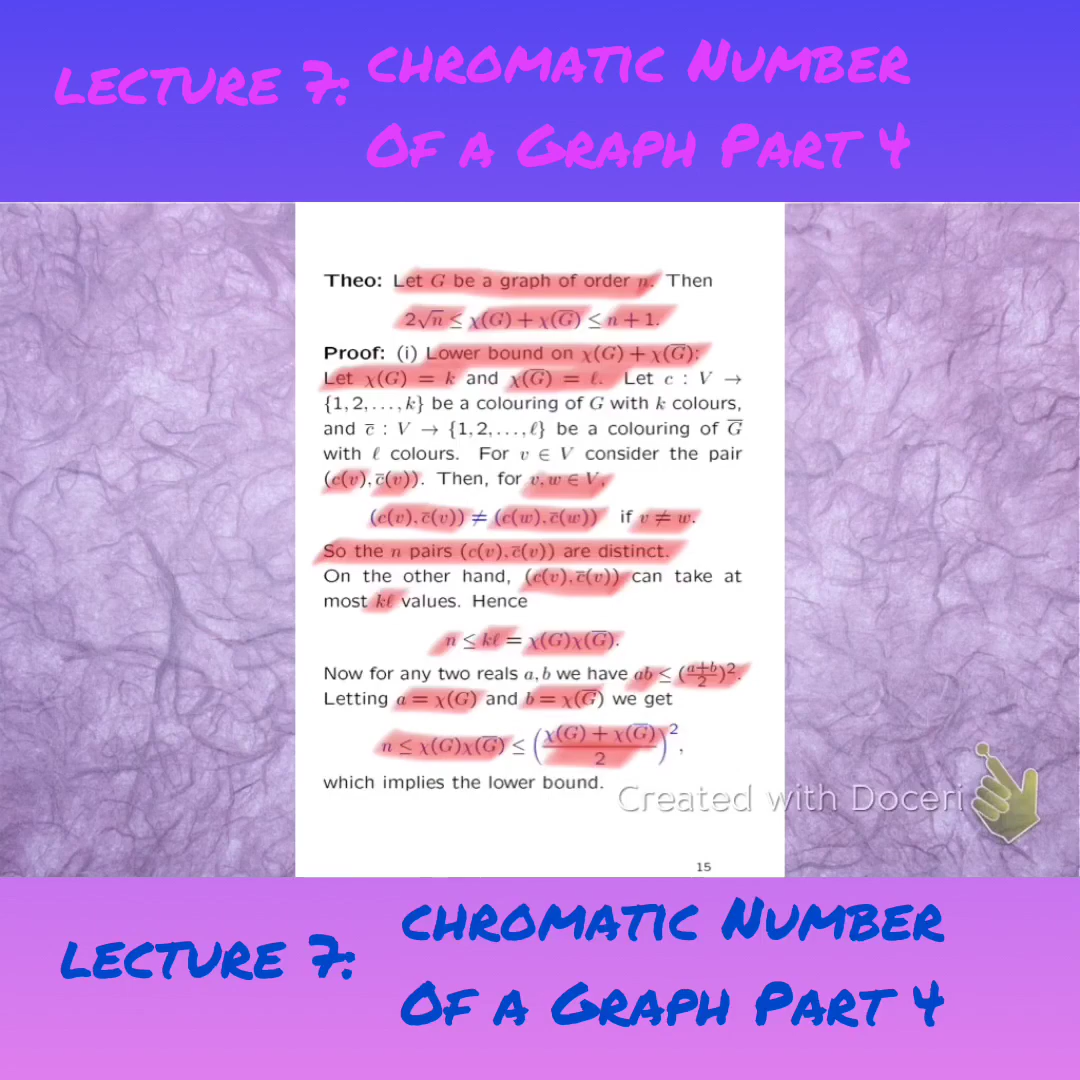 LECTURE 7: CHROMATIC NUMBER
OF A GRAPH PART 4
Theo: Let G be a graph of order n. Then
2√n ≤ χ(G) + χ(G̅) ≤ n + 1.
Proof: (i) Lower bound on χ(G) + χ(G̅):
Let χ(G) = k and χ(G̅) = ℓ. Let c : V →
{1, 2, . . . , k} be a colouring of G with k colours,
and c̅ : V → {1, 2, . . . , ℓ} be a colouring of G̅
with ℓ colours. For v ∈ V consider the pair
(c(v), c̅(v)). Then, for v, w ∈ V,
(c(v), c̅(v)) ≠ (c(w), c̅(w)) if v ≠ w.
So the n pairs (c(v), c̅(v)) are distinct.
On the other hand, (c(v), c̅(v)) can take at
most kℓ values. Hence
n ≤ kℓ = χ(G)χ(G̅).
Now for any two reals a, b we have ab ≤ ((a+b)/2)².
Letting a = χ(G) and b = χ(G̅) we get
n ≤ χ(G)χ(G̅) ≤ ((χ(G) + χ(G̅))/2)²,
which implies the lower bound.
Created with Doceri
15
LECTURE 7: CHROMATIC NUMBER
OF A GRAPH PART 4